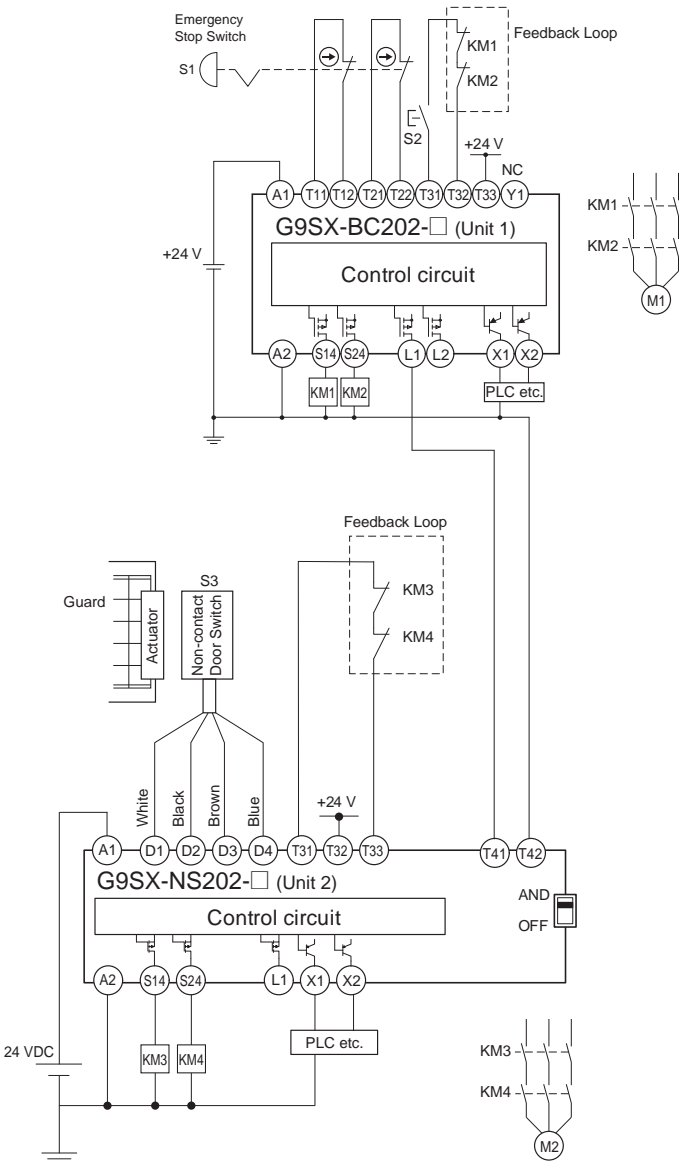 Emergency
Stop Switch
S1
KM1
Feedback Loop
KM2
S2
+24 V
NC
A1 T11 T12 T21 T22 T31 T32 T33 Y1
G9SX-BC202-□ (Unit 1)
KM1
KM2
M1
+24 V
Control circuit
A2 S14 S24 L1 L2 X1 X2
KM1 KM2
PLC etc.
Feedback Loop
KM3
KM4
Guard
Actuator
S3
Non-contact
Door Switch
White
Black
Brown
Blue
+24 V
A1 D1 D2 D3 D4 T31 T32 T33 T41 T42
G9SX-NS202-□ (Unit 2)
AND
OFF
Control circuit
A2 S14 S24 L1 X1 X2
24 VDC
KM3 KM4
PLC etc.
KM3
KM4
M2